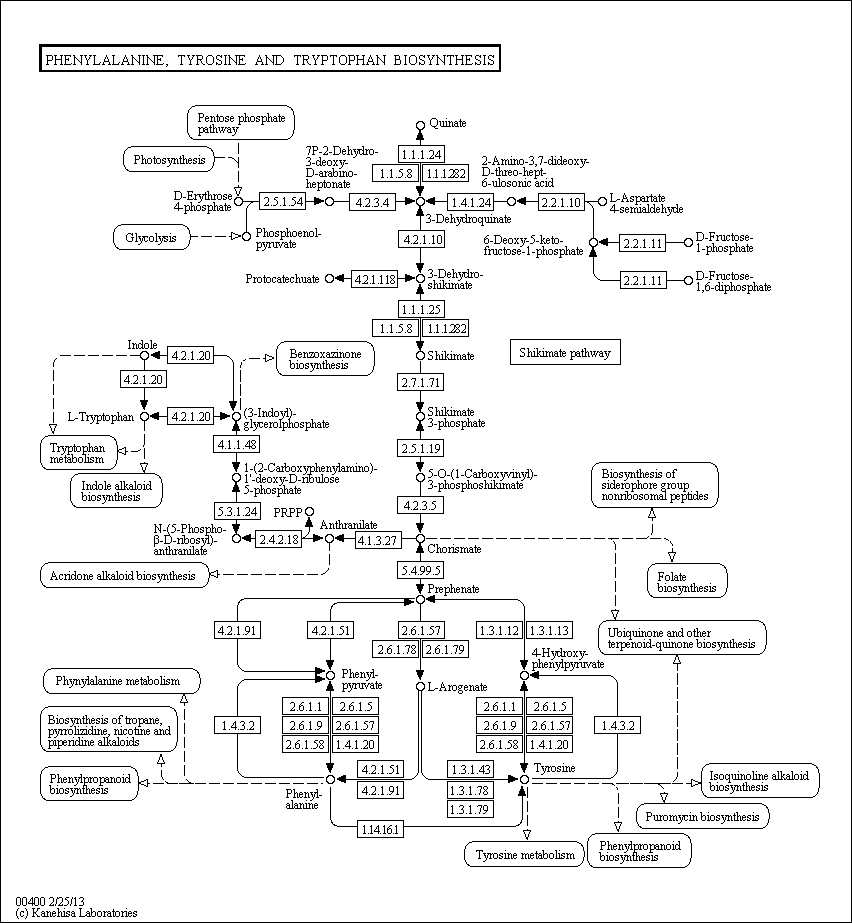 PHENYLALANINE, TYROSINE AND TRYPTOPHAN BIOSYNTHESIS
Pentose phosphate
pathway
Photosynthesis
Glycolysis
D-Erythrose
4-phosphate
Phosphoenol-
pyruvate
2.5.1.54
7P-2-Dehydro-
3-deoxy-
D-arabino-
heptonate
4.2.3.4
Quinate
1.1.1.24
1.1.5.8
1.1.1.282
3-Dehydroquinate
1.4.1.24
2-Amino-3,7-dideoxy-
D-threo-hept-
6-ulosonic acid
2.2.1.10
L-Aspartate
4-semialdehyde
6-Deoxy-5-keto-
fructose-1-phosphate
2.2.1.11
D-Fructose-
1-phosphate
2.2.1.11
D-Fructose-
1,6-diphosphate
4.2.1.10
Protocatechuate
4.2.1.118
3-Dehydro-
shikimate
1.1.1.25
1.1.5.8
1.1.1.282
Shikimate
Shikimate pathway
2.7.1.71
Shikimate
3-phosphate
2.5.1.19
5-O-(1-Carboxyvinyl)-
3-phosphoshikimate
4.2.3.5
Chorismate
Indole
4.2.1.20
4.2.1.20
L-Tryptophan
4.2.1.20
(3-Indoyl)-
glycerolphosphate
Benzoxazinone
biosynthesis
Tryptophan
metabolism
Indole alkaloid
biosynthesis
4.1.1.48
1-(2-Carboxyphenylamino)-
1'-deoxy-D-ribulose
5-phosphate
5.3.1.24
N-(5-Phospho-
β-D-ribosyl)-
anthranilate
2.4.2.18
PRPP
Anthranilate
4.1.3.27
Acridone alkaloid biosynthesis
Biosynthesis of
siderophore group
nonribosomal peptides
Folate
biosynthesis
Ubiquinone and other
terpenoid-quinone biosynthesis
5.4.99.5
Prephenate
4.2.1.91
4.2.1.51
2.6.1.57
2.6.1.78
2.6.1.79
1.3.1.12
1.3.1.13
Phenyl-
pyruvate
L-Arogenate
4-Hydroxy-
phenylpyruvate
Phynylalanine metabolism
Biosynthesis of tropane,
pyrrolizidine, nicotine and
piperidine alkaloids
Phenylpropanoid
biosynthesis
1.4.3.2
2.6.1.1
2.6.1.5
2.6.1.9
2.6.1.57
2.6.1.58
1.4.1.20
2.6.1.1
2.6.1.5
2.6.1.9
2.6.1.57
2.6.1.58
1.4.1.20
1.4.3.2
Phenyl-
alanine
4.2.1.51
4.2.1.91
1.3.1.43
1.3.1.78
1.3.1.79
Tyrosine
1.14.16.1
Isoquinoline alkaloid
biosynthesis
Puromycin biosynthesis
Phenylpropanoid
biosynthesis
Tyrosine metabolism
00400 2/25/13
(c) Kanehisa Laboratories